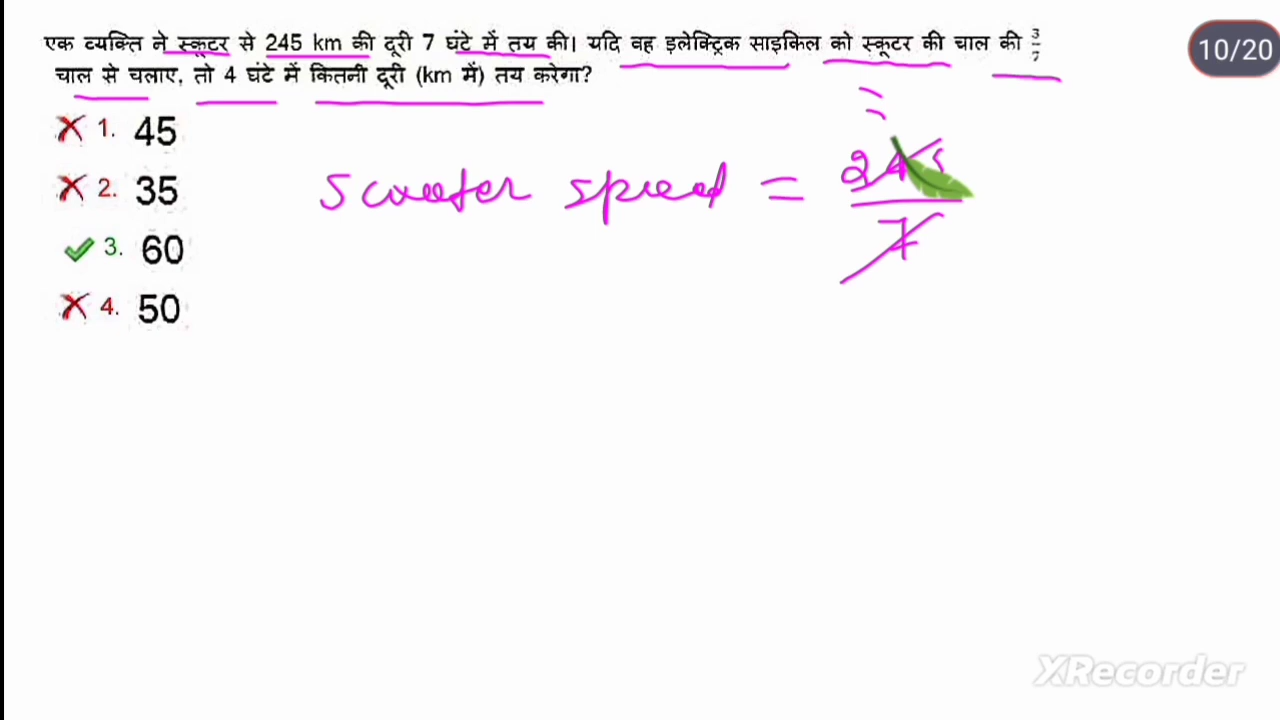 एक व्यक्ति ने स्कूटर से 245 km की दूरी 7 घंटे में तय की। यदि वह इलेक्ट्रिक साइकिल को स्कूटर की चाल की 3/7
चाल से चलाए, तो 4 घंटे में कितनी दूरी (km में) तय करेगा?
10/20
1. 45
2. 35
3. 60
4. 50
Scooter speed = 245/7
XRecorder